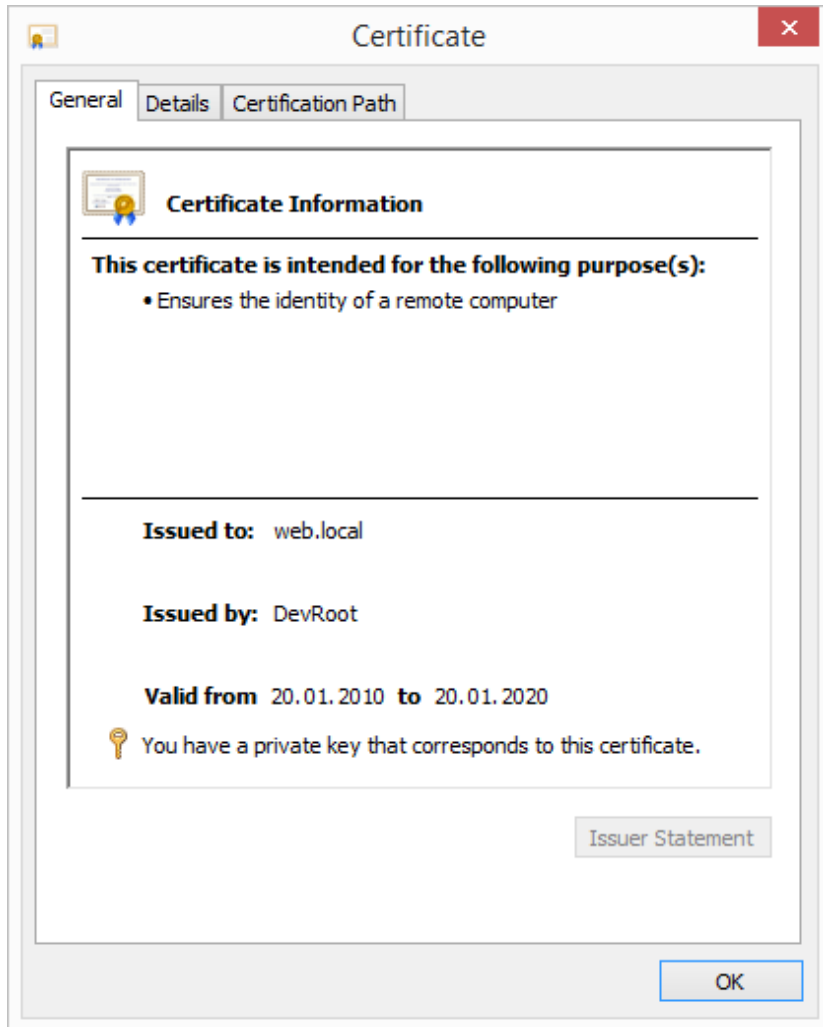 Certificate
General Details Certification Path
Certificate Information
This certificate is intended for the following purpose(s):
• Ensures the identity of a remote computer
Issued to: web.local
Issued by: DevRoot
Valid from 20.01.2010 to 20.01.2020
You have a private key that corresponds to this certificate.
Issuer Statement
OK